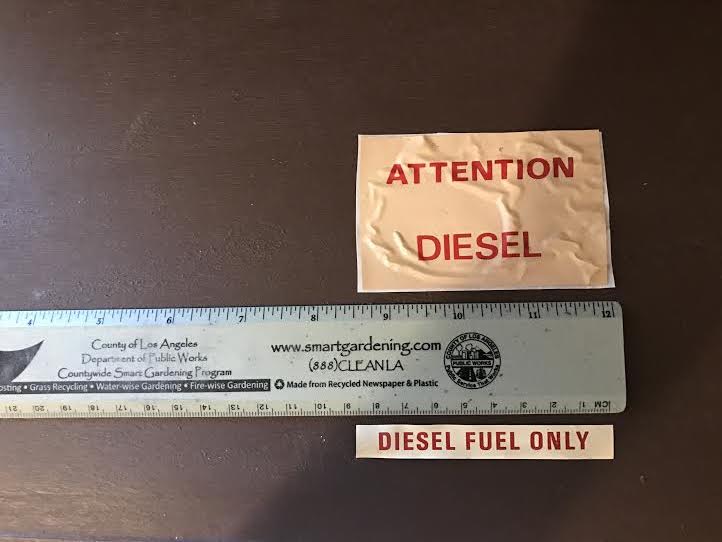 ATTENTION
DIESEL
4 5 6 7 8 9 10 11 12
County of Los Angeles
Department of Public Works
Countywide Smart Gardening Program
www.smartgardening.com
(888)CLEANLA
COUNTY OF LOS ANGELES
PUBLIC WORKS
• Grass Recycling • Water-wise Gardening • Fire-wise Gardening
Made from Recycled Newspaper & Plastic
21 20 19 18 17 16 15 14 13 12 11 10 9 8 7 6 5 4 3 2 1 CM
DIESEL FUEL ONLY